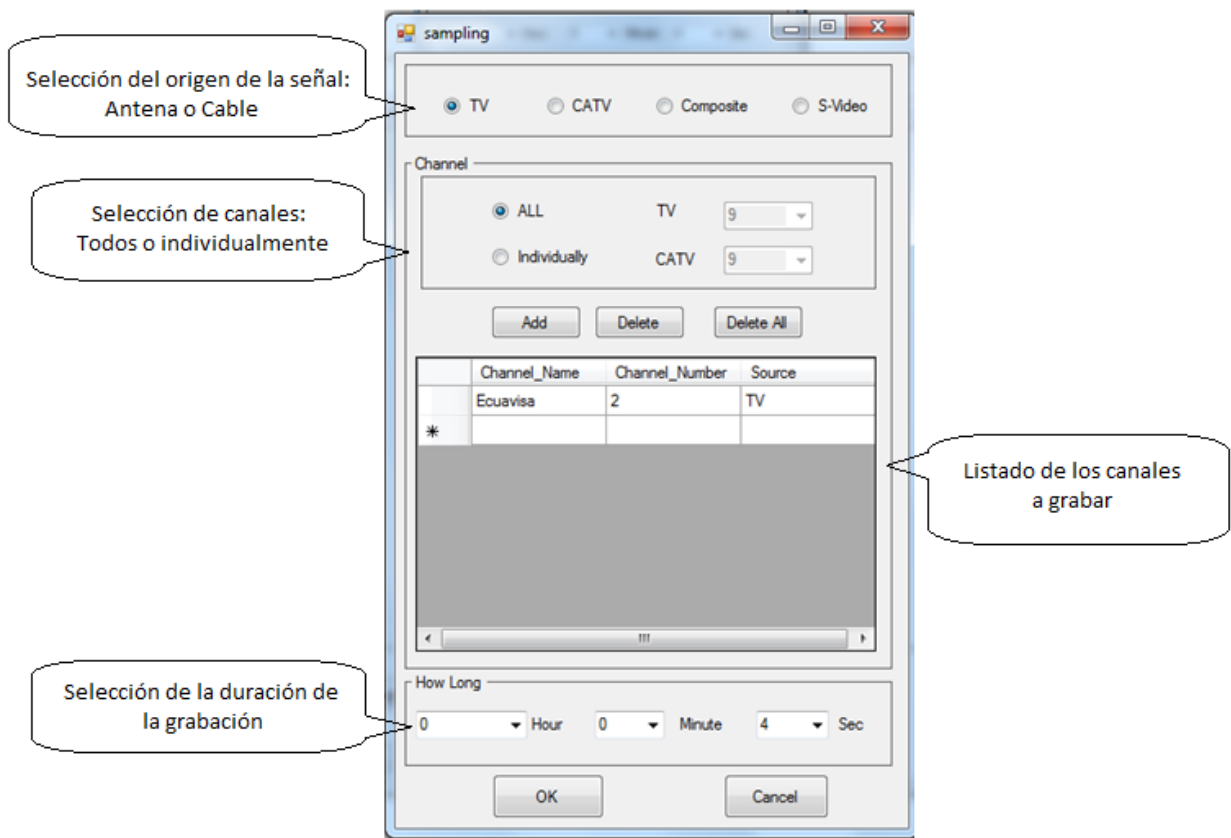 sampling
Selección del origen de la señal:
Antena o Cable
TV CATV Composite S-Video
Channel
Selección de canales:
Todos o individualmente
ALL TV 9
Individually CATV 9
Add Delete Delete All
Channel_Name Channel_Number Source
Ecuavisa 2 TV
Listado de los canales
a grabar
Selección de la duración de
la grabación
How Long
0 Hour 0 Minute 4 Sec
OK Cancel